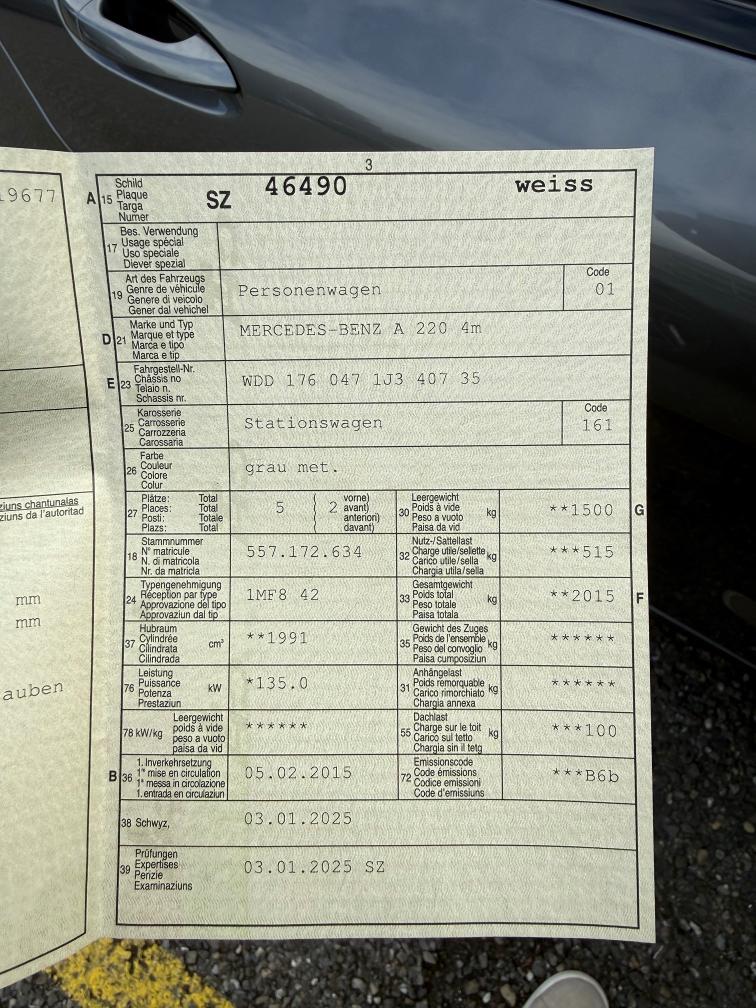 3
A 15 Schild
Plaque
Targa
Numer
SZ 46490 weiss
17 Bes. Verwendung
Usage spécial
Uso speciale
Diever spezial
19 Art des Fahrzeugs
Genre de véhicule
Genere di veicolo
Gener dal vehichel
Personenwagen
Code
01
D 21 Marke und Typ
Marque et type
Marca e tipo
Marca e tip
MERCEDES-BENZ A 220 4m
E 23 Fahrgestell-Nr.
Châssis no
Telaio n.
Schassis nr.
WDD 176 047 1J3 407 35
25 Karosserie
Carrosserie
Carrozzeria
Carossaria
Stationswagen
Code
161
26 Farbe
Couleur
Colore
Colur
grau met.
27 Plätze: Total
Places: Total
Posti: Totale
Plazs: Total
5 ( 2 vorne)
( avant)
( anteriori)
( davant)
30 Leergewicht
Poids à vide
Peso a vuoto
Paisa da vid
kg
**1500
G
18 Stammnummer
N° matricule
N. di matricola
Nr. da matricla
557.172.634
32 Nutz-/Sattellast
Charge utile/sellette
Carico utile/sella
Chargia utila/sella
kg
***515
24 Typengenehmigung
Réception par type
Approvazione del tipo
Approvaziun dal tip
1MF8 42
33 Gesamtgewicht
Poids total
Peso totale
Paisa totala
kg
**2015
F
37 Hubraum
Cylindrée
Cilindrata
Cilindrada
cm³
**1991
35 Gewicht des Zuges
Poids de l'ensemble
Peso del convoglio
Paisa cumposiziun
kg
******
76 Leistung
Puissance
Potenza
Prestaziun
kW
*135.0
31 Anhängelast
Poids remorquable
Carico rimorchiato
Chargia annexa
kg
******
78 kW/kg Leergewicht
poids à vide
peso a vuoto
paisa da vid
******
55 Dachlast
Charge sur le toit
Carico sul tetto
Chargia sin il tetg
kg
***100
B 36 1. Inverkehrsetzung
1re mise en circulation
1a messa in circolazione
1. entrada en circulaziun
05.02.2015
72 Emissionscode
Code émissions
Codice emissioni
Code d'emissiuns
***B6b
38 Schwyz, 03.01.2025
39 Prüfungen
Expertises
Perizie
Examinaziuns
03.01.2025 SZ
19677
ziuns chantunalas
ziuns da l'autoritad
mm
mm
auben